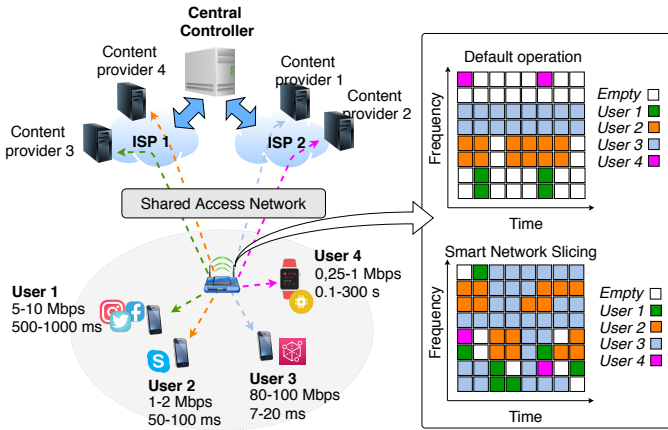 Central
Controller
Content
provider 4
Content
provider 1
Content
provider 2
Content
provider 3
ISP 1
ISP 2
Shared Access Network
User 4
0,25-1 Mbps
0.1-300 s
User 1
5-10 Mbps
500-1000 ms
User 2
1-2 Mbps
50-100 ms
User 3
80-100 Mbps
7-20 ms
Default operation
Frequency
Time
Empty
User 1
User 2
User 3
User 4
Smart Network Slicing
Frequency
Time
Empty
User 1
User 2
User 3
User 4